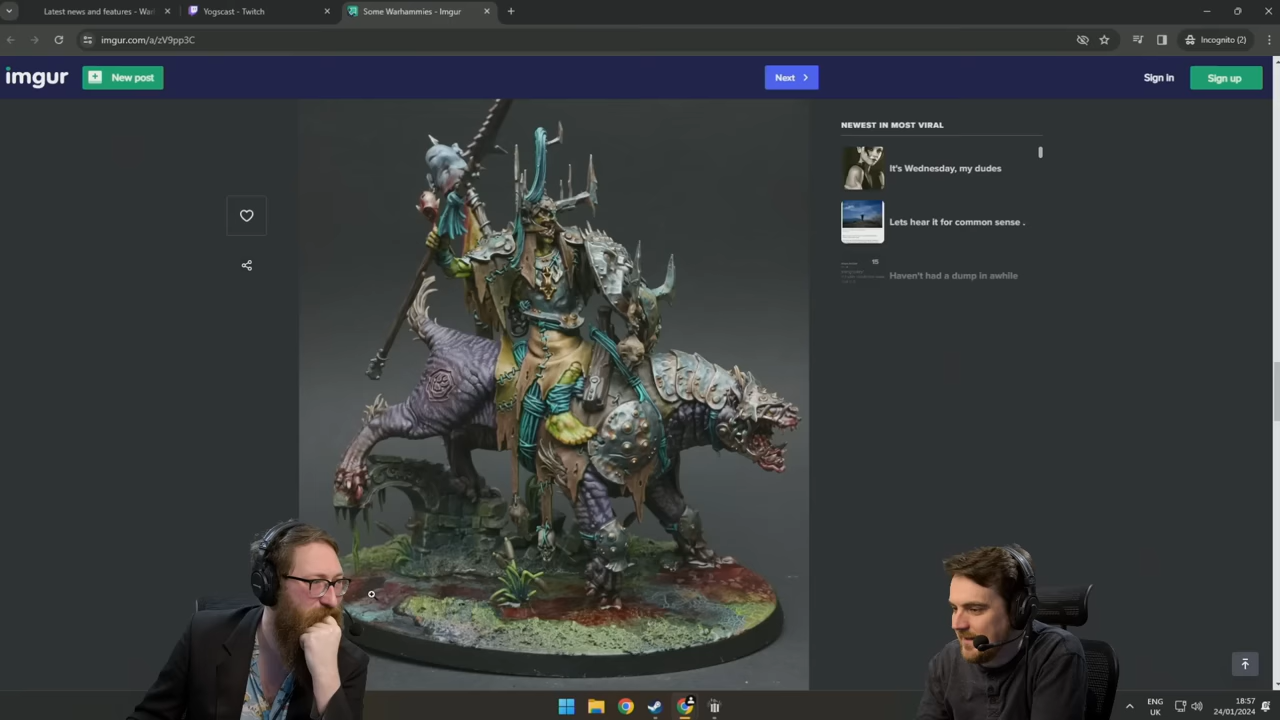 Latest news and features - War
Yogscast - Twitch
Some Warhammies - Imgur
imgur.com/a/zV9pp3C
Incognito (2)
imgur
New post
Next
Sign in
Sign up
NEWEST IN MOST VIRAL
It's Wednesday, my dudes
Lets hear it for common sense .
15
Haven't had a dump in awhile
ENG
UK
18:57
24/01/2024